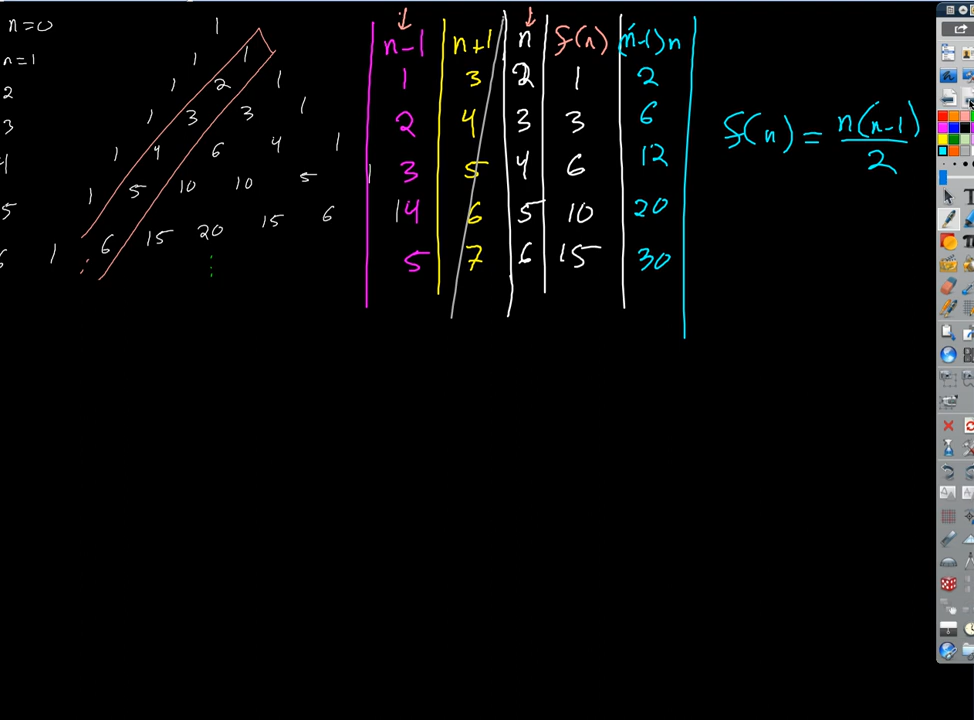 n=0 1
n=1 1 1
2 1 2 1
3 1 3 3 1
4 1 4 6 4 1
5 1 5 10 10 5 1
6 1 6 15 20 15 6
n-1 n+1 n f(n) (n-1)n
1 3 2 1 2
2 4 3 3 6
3 5 4 6 12
14 6 5 10 20
5 7 6 15 30
f(n) = n(n-1)
2